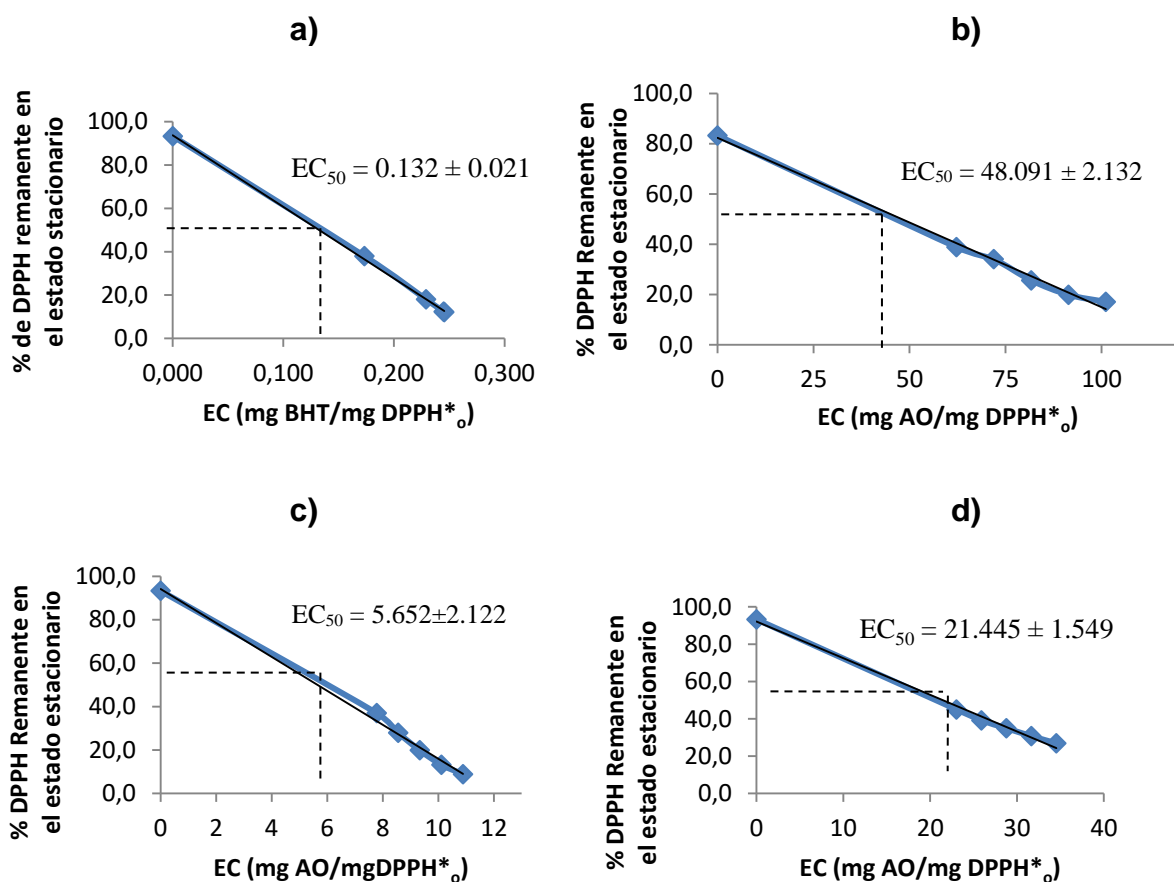 a)
% de DPPH remanente en
el estado stacionario
100,0
80,0
60,0
40,0
20,0
0,0
EC₅₀ = 0.132 ± 0.021
0,000 0,100 0,200 0,300
EC (mg BHT/mg DPPH*ₒ)
b)
% DPPH Remanente en
el estado estacionario
100,0
80,0
60,0
40,0
20,0
0,0
EC₅₀ = 48.091 ± 2.132
0 25 50 75 100
EC (mg AO/mg DPPH*ₒ)
c)
% DPPH Remanente en
el estado estacionario
100,0
80,0
60,0
40,0
20,0
0,0
EC₅₀ = 5.652±2.122
0 2 4 6 8 10 12
EC (mg AO/mgDPPH*ₒ)
d)
% DPPH Remanente en
el estado estacionario
100,0
80,0
60,0
40,0
20,0
0,0
EC₅₀ = 21.445 ± 1.549
0 20 40
EC (mg AO/mg DPPH*ₒ)